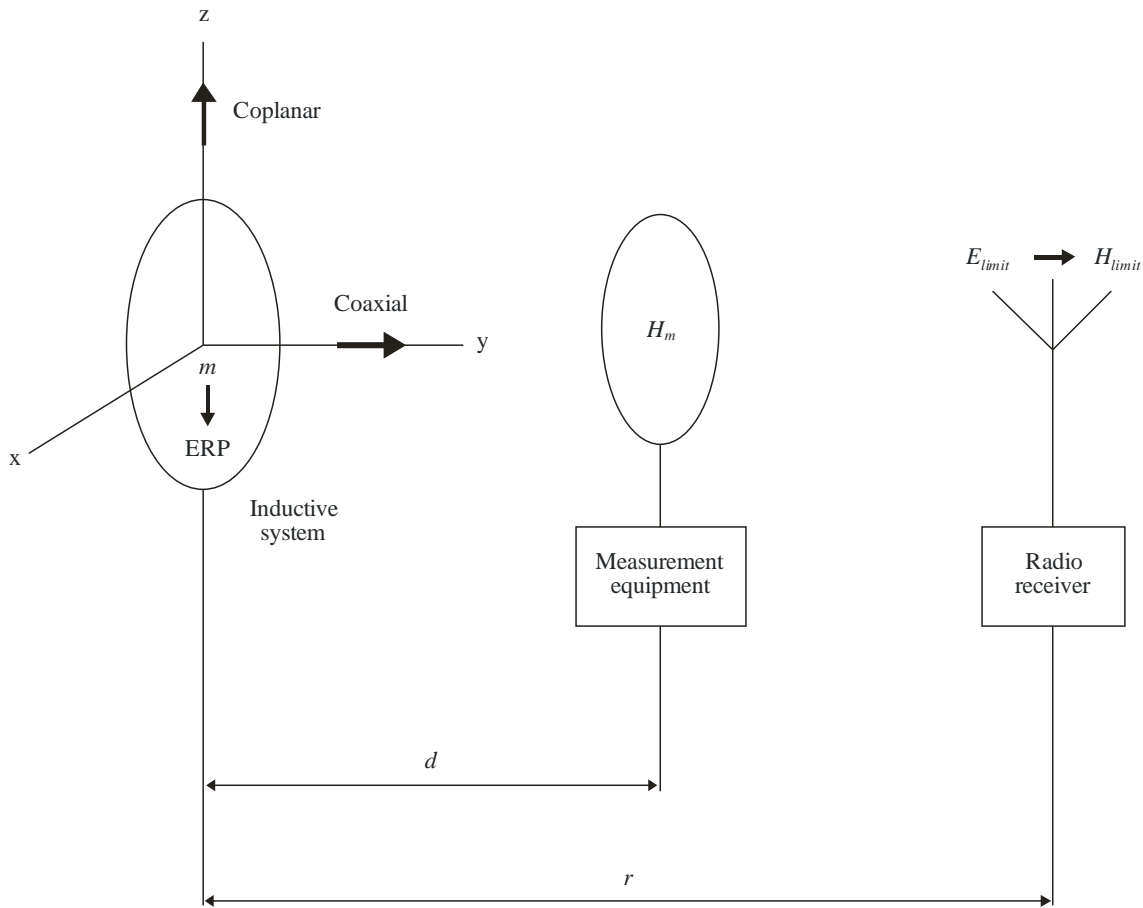 z
Coplanar
E_limit → H_limit
Coaxial
H_m
y
m
ERP
x
Inductive
system
Measurement
equipment
Radio
receiver
d
r